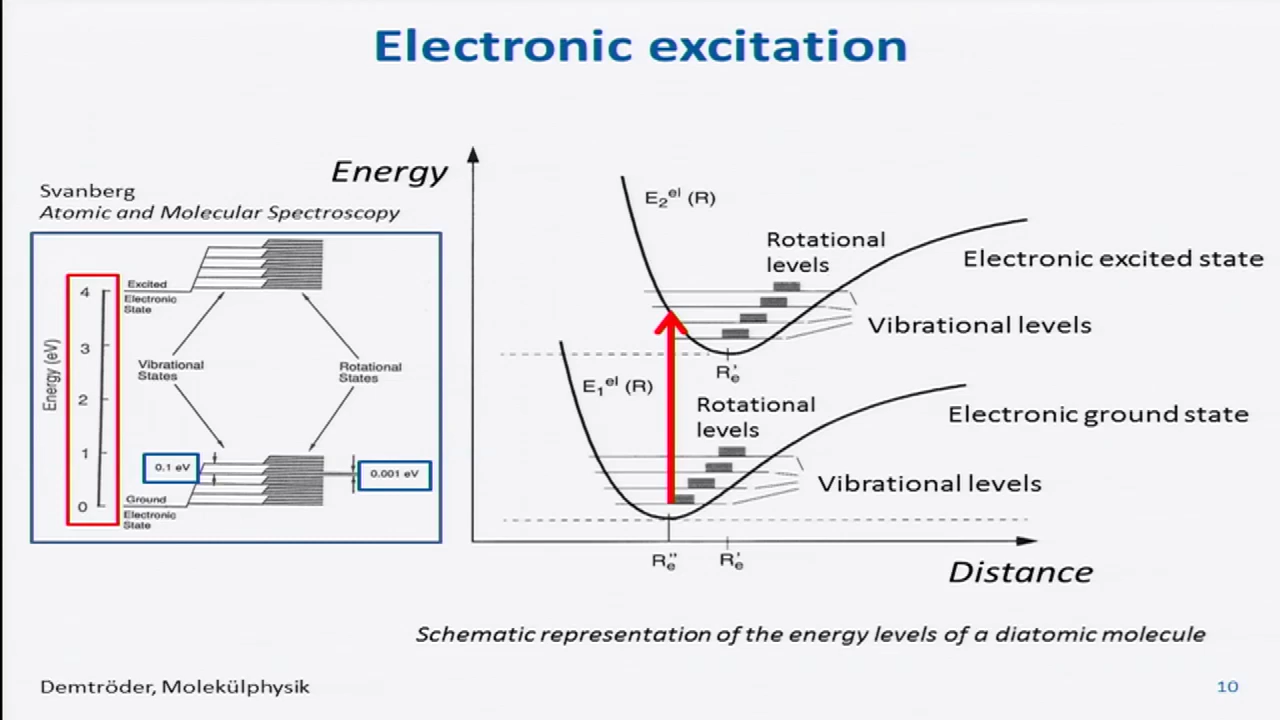 Electronic excitation
Svanberg
Atomic and Molecular Spectroscopy
Energy (eV)
4
3
2
1
0
Excited
Electronic
State
Vibrational
States
Rotational
States
0.1 eV
0.001 eV
Ground
Electronic
State
Energy
E₂ᵉˡ (R)
Rotational
levels
Electronic excited state
Vibrational levels
Rₑ'
E₁ᵉˡ (R)
Rotational
levels
Electronic ground state
Vibrational levels
Rₑ"
Rₑ'
Distance
Schematic representation of the energy levels of a diatomic molecule
Demtröder, Molekülphysik
10